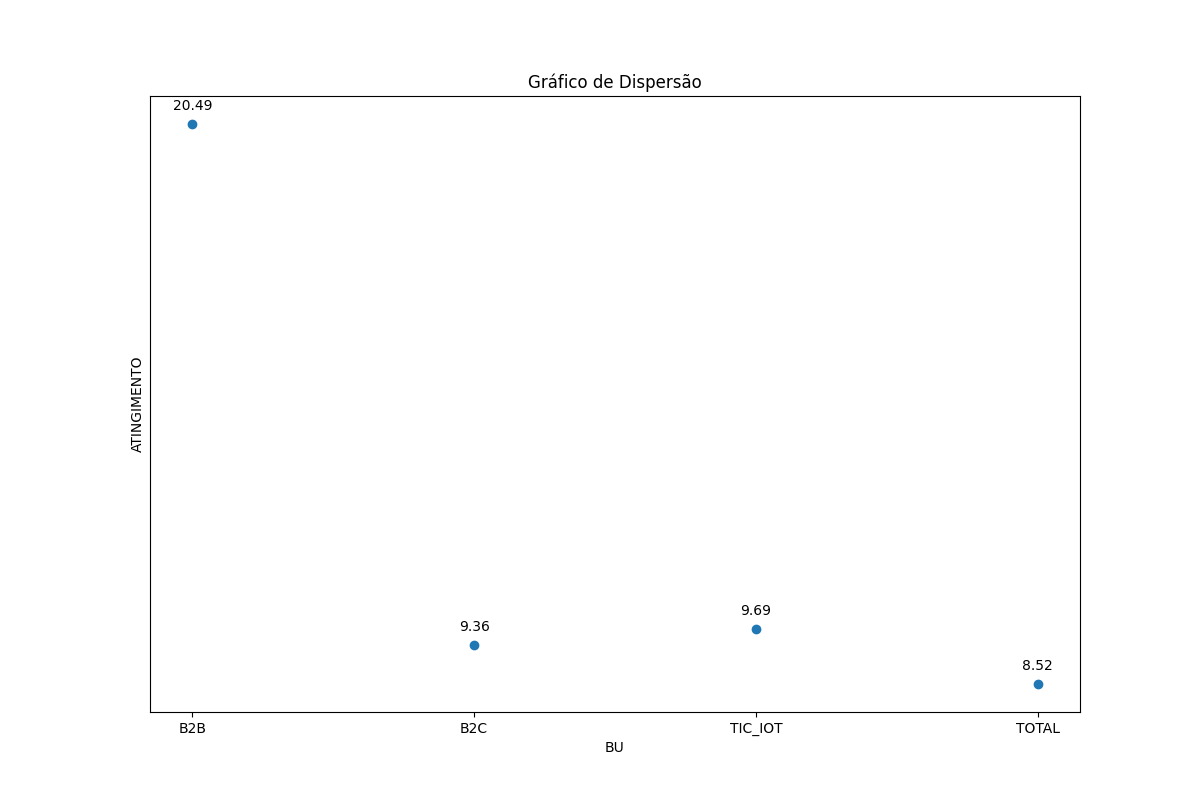 Gráfico de Dispersão
20.49
ATINGIMENTO
9.36
9.69
8.52
B2B
B2C
TIC_IOT
TOTAL
BU